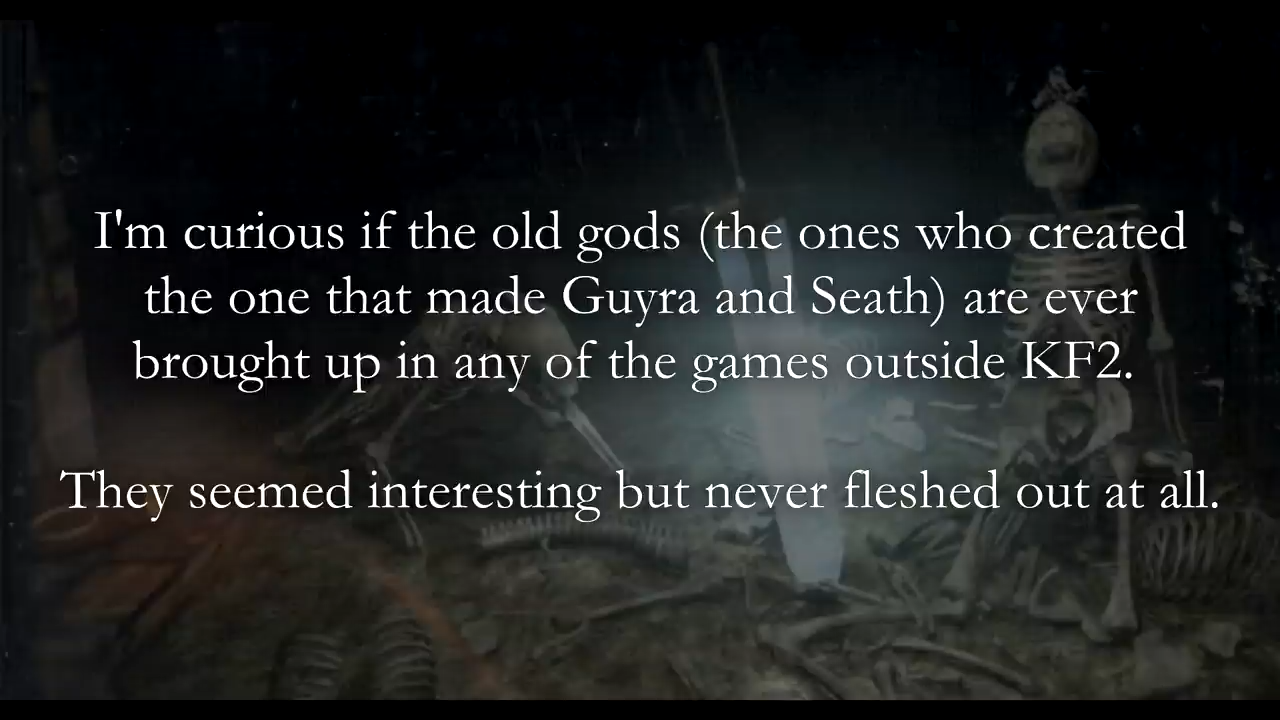 I'm curious if the old gods (the ones who created
the one that made Guyra and Seath) are ever
brought up in any of the games outside KF2.
They seemed interesting but never fleshed out at all.